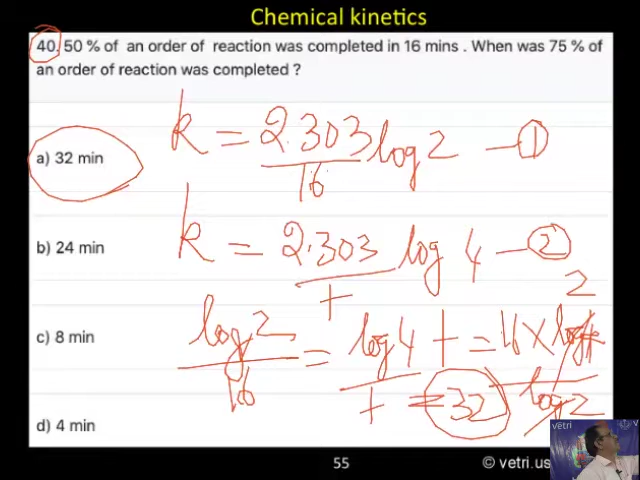 Chemical kinetics
40. 50 % of an order of reaction was completed in 16 mins . When was 75 % of
an order of reaction was completed ?
k = 2.303/16 log 2 — ①
a) 32 min
k = 2.303/t log 4 — ②
b) 24 min
log 2/16 = log 4/t
t = 16 × log 4/log 2
2
= 32
c) 8 min
d) 4 min
55
© vetri.us
vetri